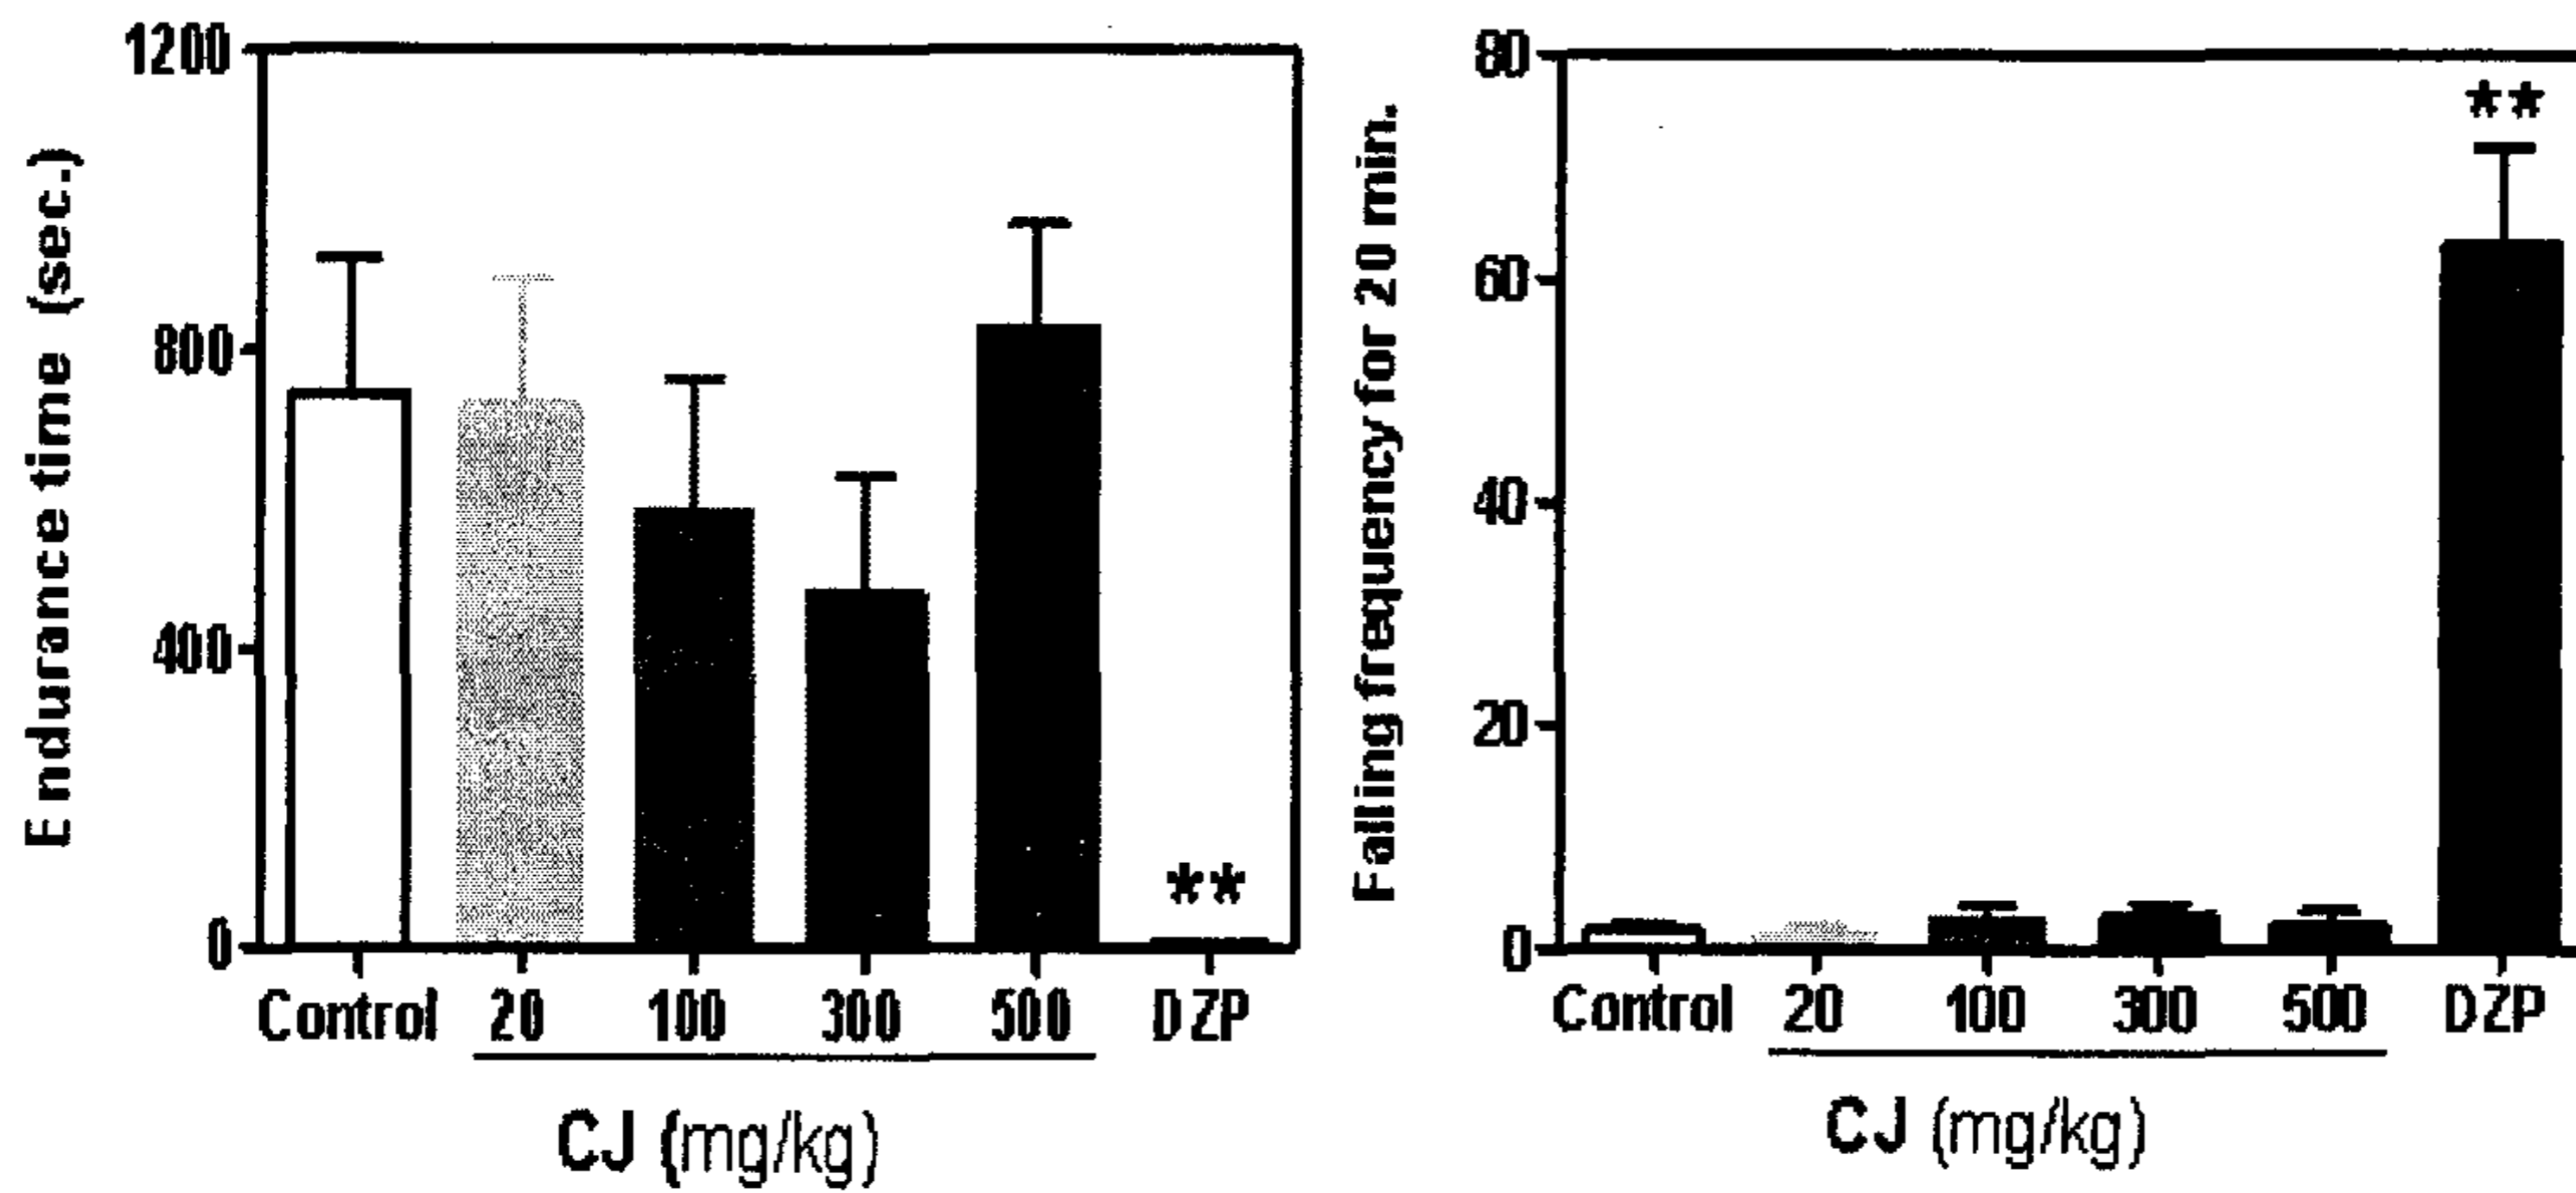 Endurance time (sec.)
1200
800
400
0
**
Control 20 100 300 500 DZP
CJ (mg/kg)
Falling frequency for 20 min.
80
60
40
20
0
**
Control 20 100 300 500 DZP
CJ (mg/kg)